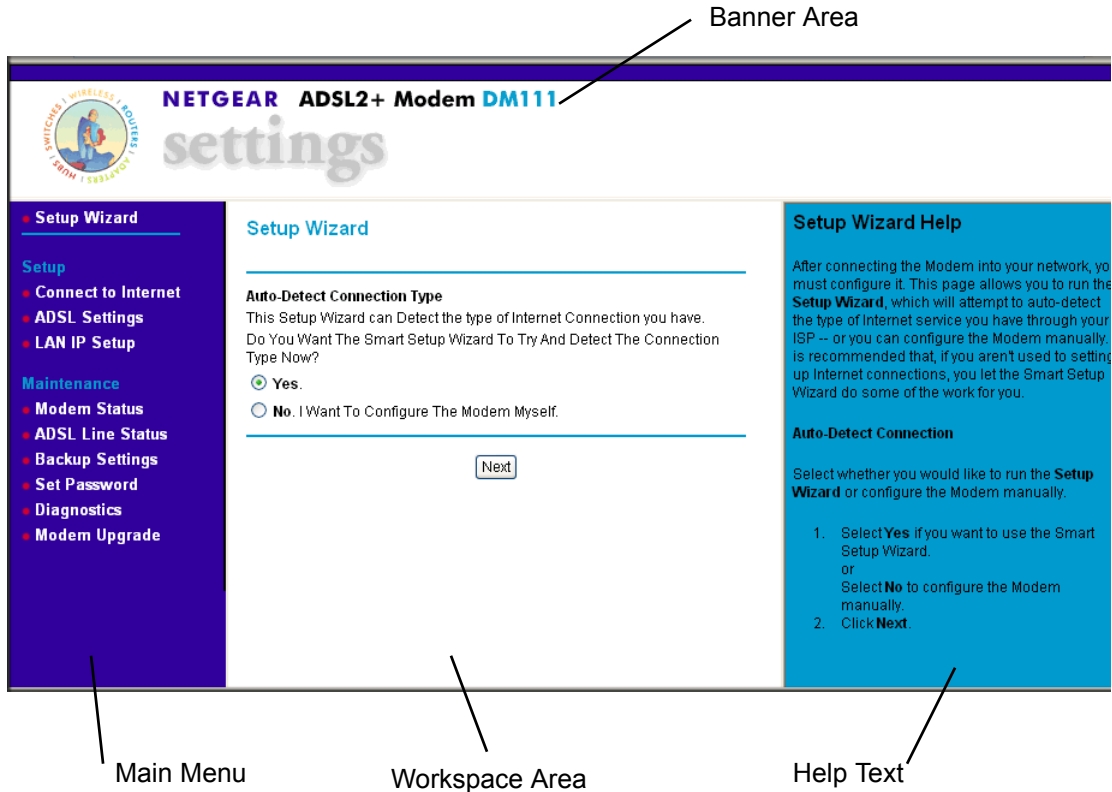 Banner Area
SWITCHES I WIRELESS I ROUTERS I ADAPTERS I HUBS I
NETGEAR ADSL2+ Modem DM111
settings
Setup Wizard
Setup
Connect to Internet
ADSL Settings
LAN IP Setup
Maintenance
Modem Status
ADSL Line Status
Backup Settings
Set Password
Diagnostics
Modem Upgrade
Setup Wizard
Auto-Detect Connection Type
This Setup Wizard can Detect the type of Internet Connection you have.
Do You Want The Smart Setup Wizard To Try And Detect The Connection
Type Now?
Yes.
No. I Want To Configure The Modem Myself.
Next
Setup Wizard Help
After connecting the Modem into your network, yo
must configure it. This page allows you to run the
Setup Wizard, which will attempt to auto-detect
the type of Internet service you have through your
ISP -- or you can configure the Modem manually.
is recommended that, if you aren't used to setting
up Internet connections, you let the Smart Setup
Wizard do some of the work for you.
Auto-Detect Connection
Select whether you would like to run the Setup
Wizard or configure the Modem manually.
1. Select Yes if you want to use the Smart
Setup Wizard.
or
Select No to configure the Modem
manually.
2. Click Next.
Main Menu
Workspace Area
Help Text